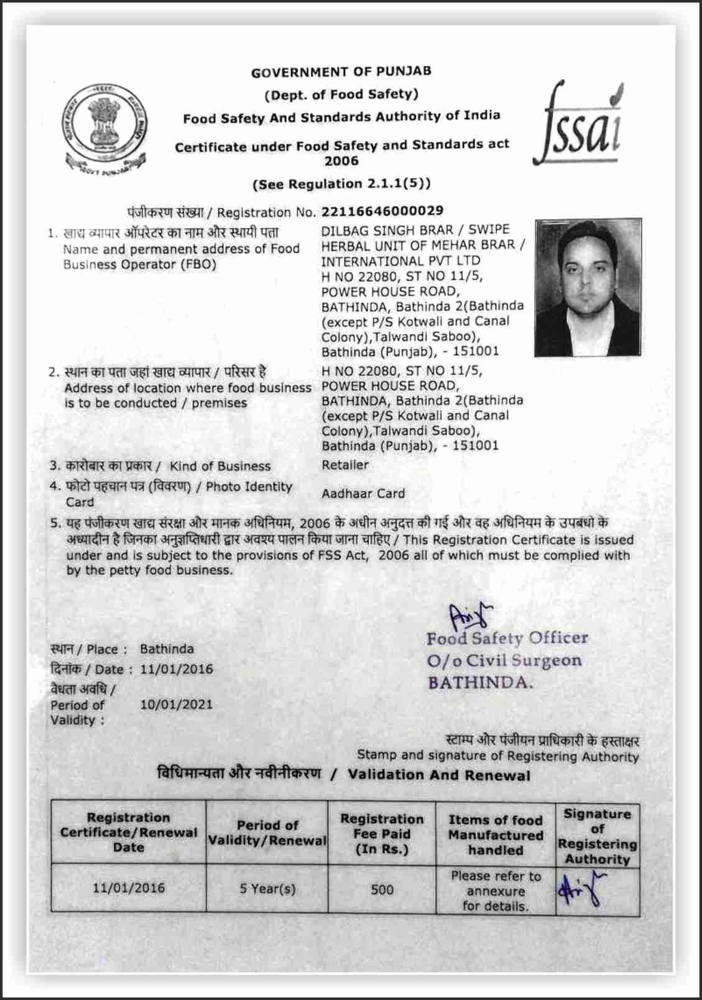 GOVERNMENT OF PUNJAB
(Dept. of Food Safety)
Food Safety And Standards Authority of India
Certificate under Food Safety and Standards act
2006
(See Regulation 2.1.1(5))
GOVT PUNJAB
fssai
पंजीकरण संख्या / Registration No. 22116646000029
1. खाद्य व्यापार ऑपरेटर का नाम और स्थायी पता
Name and permanent address of Food
Business Operator (FBO)
DILBAG SINGH BRAR / SWIPE
HERBAL UNIT OF MEHAR BRAR /
INTERNATIONAL PVT LTD
H NO 22080, ST NO 11/5,
POWER HOUSE ROAD,
BATHINDA, Bathinda 2(Bathinda
(except P/S Kotwali and Canal
Colony),Talwandi Saboo),
Bathinda (Punjab), - 151001
2. स्थान का पता जहां खाद्य व्यापार / परिसर है
Address of location where food business
is to be conducted / premises
H NO 22080, ST NO 11/5,
POWER HOUSE ROAD,
BATHINDA, Bathinda 2(Bathinda
(except P/S Kotwali and Canal
Colony),Talwandi Saboo),
Bathinda (Punjab), - 151001
3. कारोबार का प्रकार / Kind of Business
Retailer
4. फोटो पहचान पत्र (विवरण) / Photo Identity
Card
Aadhaar Card
5. यह पंजीकरण खाद्य संरक्षा और मानक अधिनियम, 2006 के अधीन अनुदत्त की गई और वह अधिनियम के उपबधो के
अध्यादीन है जिनका अनुज्ञप्तिधारी द्वार अवश्य पालन किया जाना चाहिए / This Registration Certificate is issued
under and is subject to the provisions of FSS Act, 2006 all of which must be complied with
by the petty food business.
Food Safety Officer
O/o Civil Surgeon
BATHINDA.
स्थान / Place : Bathinda
दिनांक / Date : 11/01/2016
वेधता अवधि /
Period of
Validity :
10/01/2021
स्टाम्प और पंजीयन प्राधिकारी के हस्ताक्षर
Stamp and signature of Registering Authority
विधिमान्यता और नवीनीकरण / Validation And Renewal
Registration
Certificate/Renewal
Date
Period of
Validity/Renewal
Registration
Fee Paid
(In Rs.)
Items of food
Manufactured
handled
Signature
of
Registering
Authority
11/01/2016
5 Year(s)
500
Please refer to
annexure
for details.